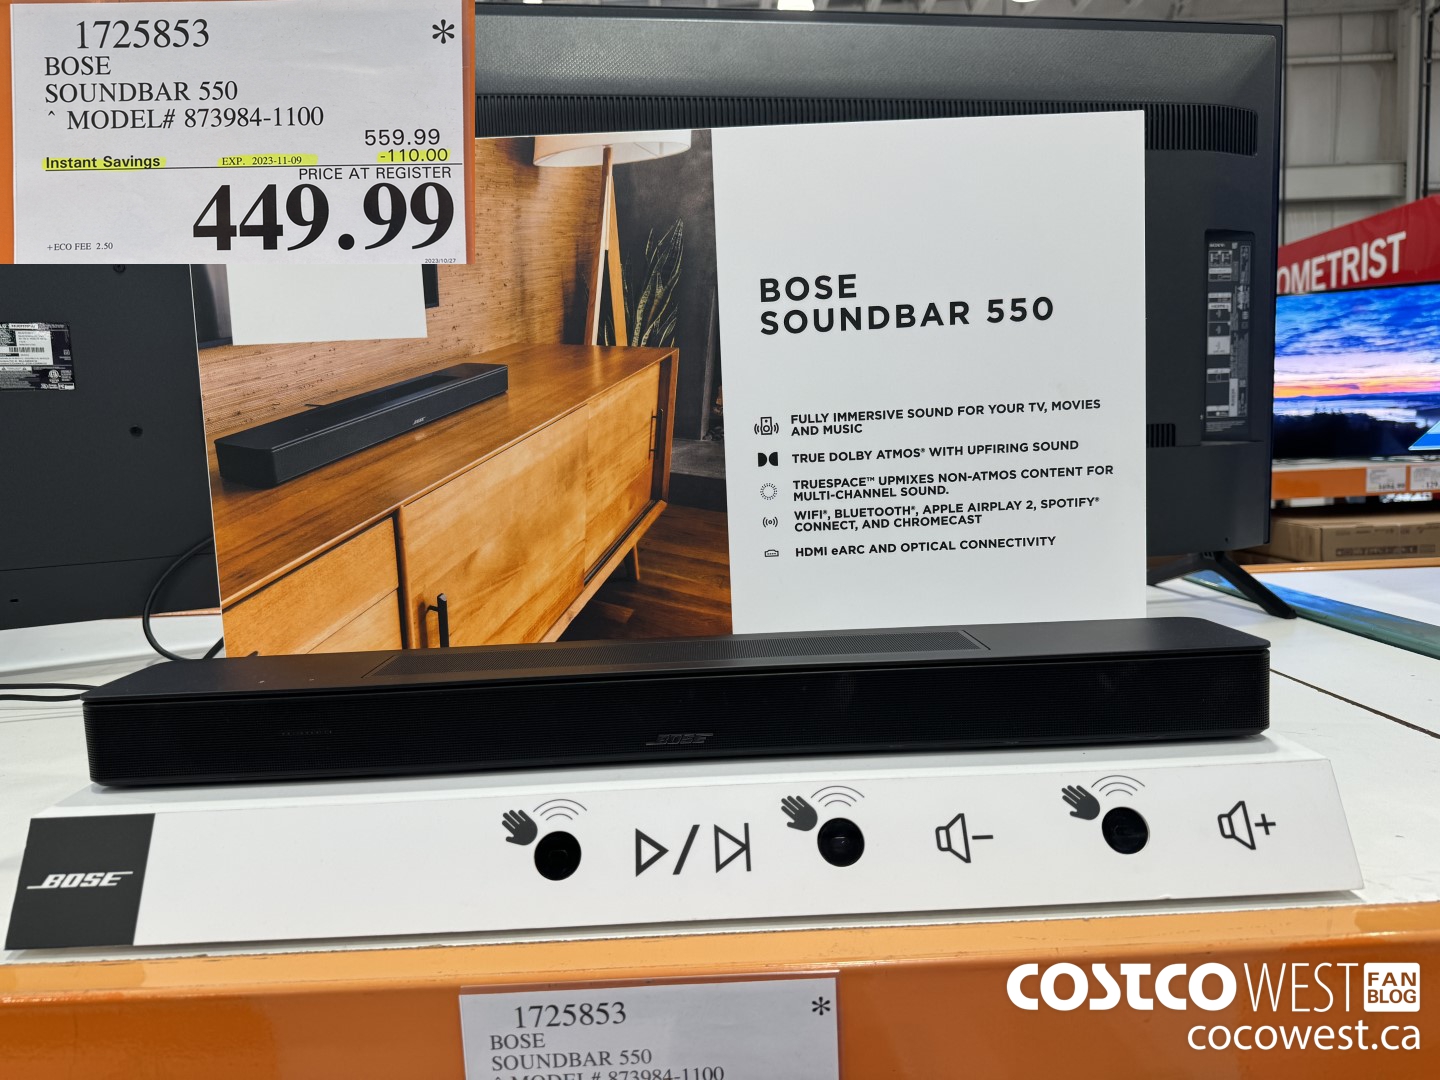 1725853 *
BOSE
SOUNDBAR 550
^ MODEL# 873984-1100
559.99
Instant Savings EXP. 2023-11-09 -110.00
PRICE AT REGISTER
449.99
+ECO FEE 2.50
2023/10/27
OMETRIST
BOSE
SOUNDBAR 550
FULLY IMMERSIVE SOUND FOR YOUR TV, MOVIES
AND MUSIC
TRUE DOLBY ATMOS® WITH UPFIRING SOUND
TRUESPACE™ UPMIXES NON-ATMOS CONTENT FOR
MULTI-CHANNEL SOUND.
WIFI®, BLUETOOTH®, APPLE AIRPLAY 2, SPOTIFY®
CONNECT, AND CHROMECAST
HDMI eARC AND OPTICAL CONNECTIVITY
BOSE
BOSE
BOSE
COSTCO WEST FAN
BLOG
cocowest.ca
1725853 *
BOSE
SOUNDBAR 550
^ MODEL# 873984-1100